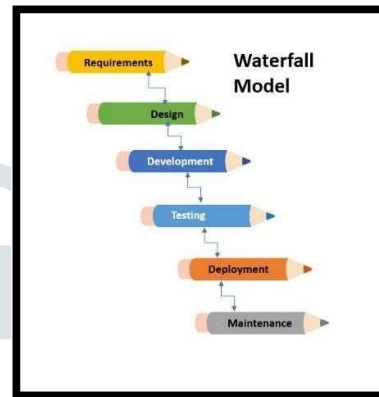 Waterfall
Model
Requirements
Design
Development
Testing
Deployment
Maintenance